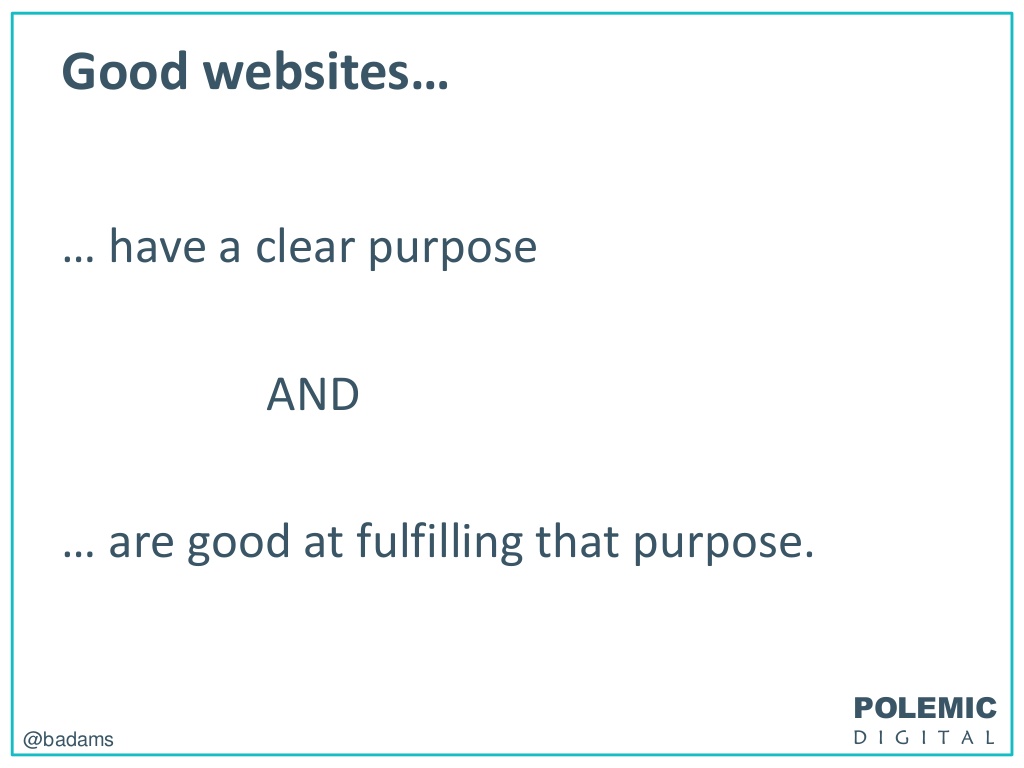 Good websites…
… have a clear purpose
AND
… are good at fulfilling that purpose.
POLEMIC
DIGITAL
@badams